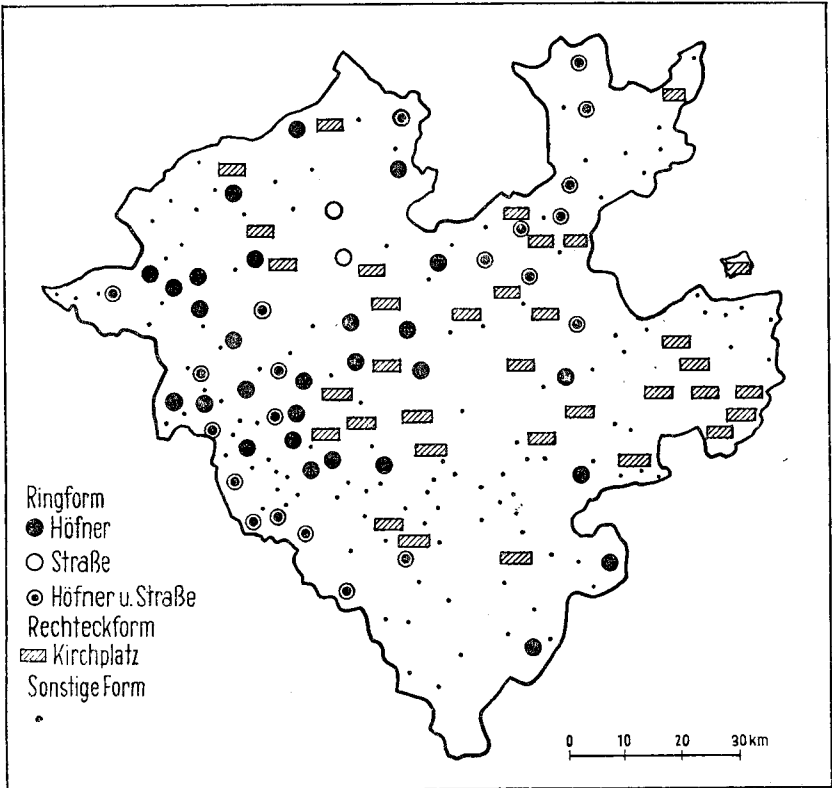 Ringform
Höfner
Straße
Höfner u. Straße
Rechteckform
Kirchplatz
Sonstige Form
0 10 20 30 km